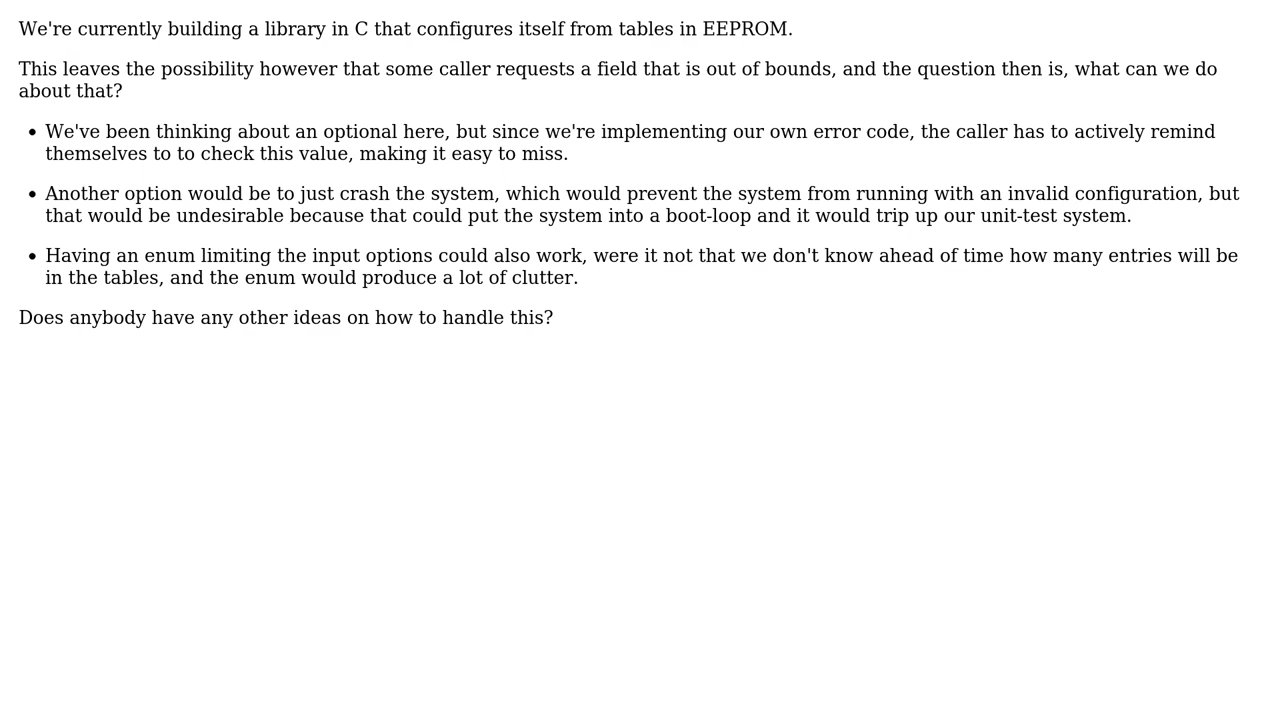 We're currently building a library in C that configures itself from tables in EEPROM.
This leaves the possibility however that some caller requests a field that is out of bounds, and the question then is, what can we do
about that?
• We've been thinking about an optional here, but since we're implementing our own error code, the caller has to actively remind
themselves to to check this value, making it easy to miss.
• Another option would be to just crash the system, which would prevent the system from running with an invalid configuration, but
that would be undesirable because that could put the system into a boot-loop and it would trip up our unit-test system.
• Having an enum limiting the input options could also work, were it not that we don't know ahead of time how many entries will be
in the tables, and the enum would produce a lot of clutter.
Does anybody have any other ideas on how to handle this?